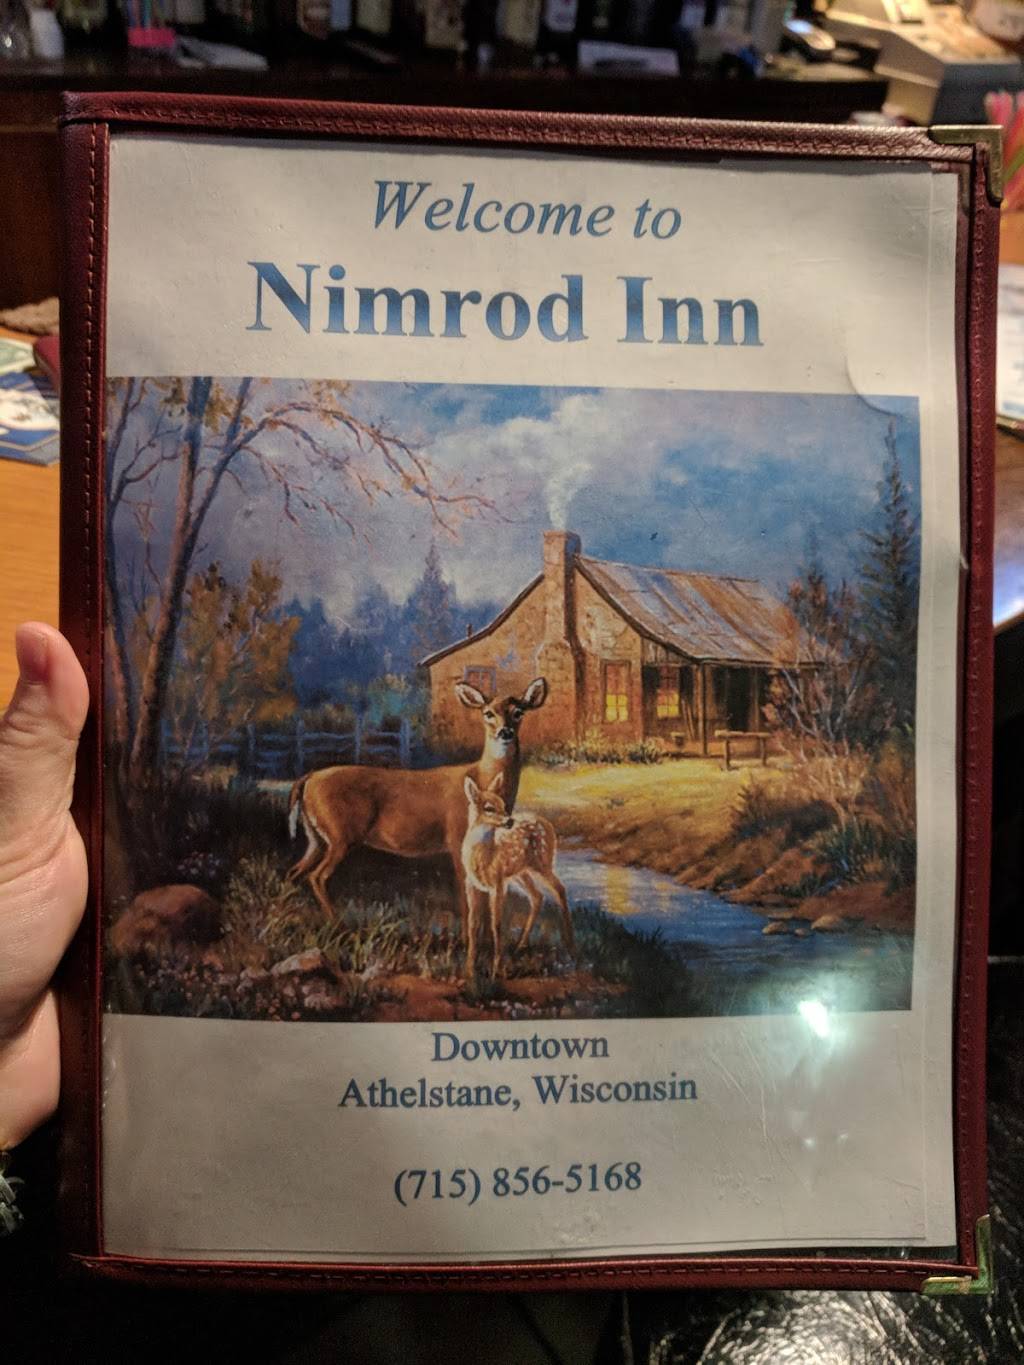 Welcome to
Nimrod Inn
Downtown
Athelstane, Wisconsin
(715) 856-5168